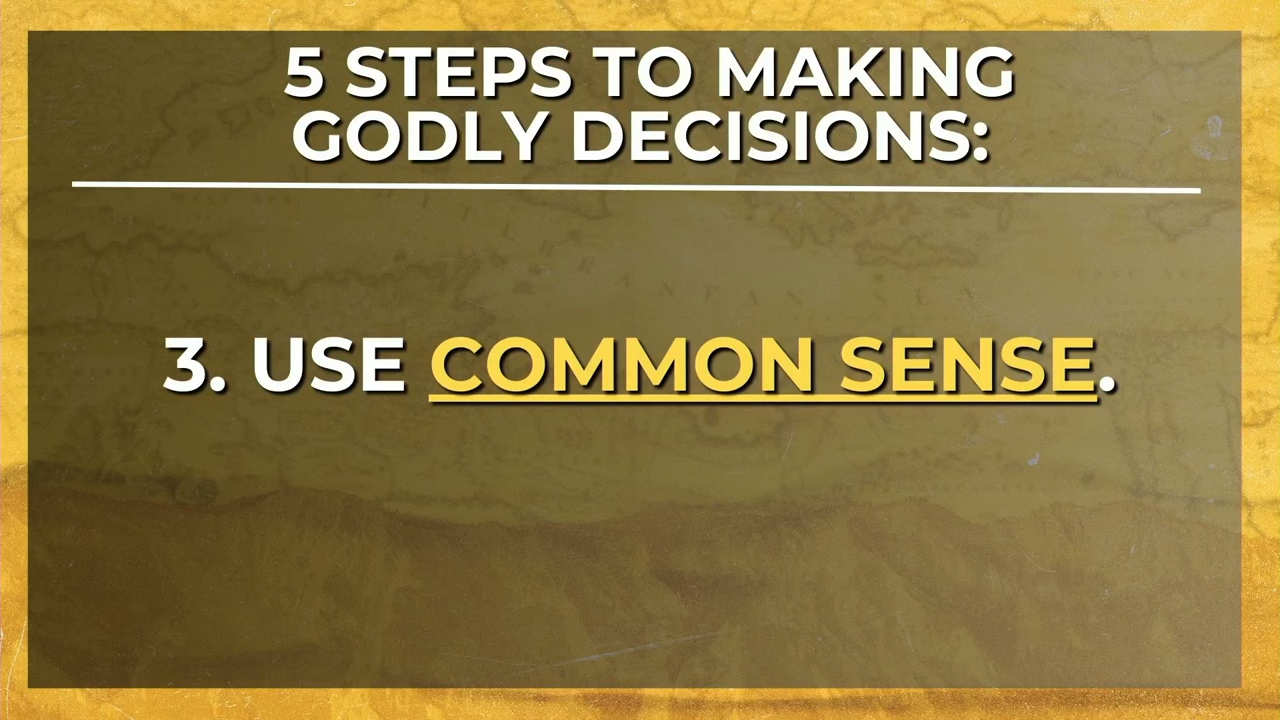 5 STEPS TO MAKING
GODLY DECISIONS:
3. USE COMMON SENSE.